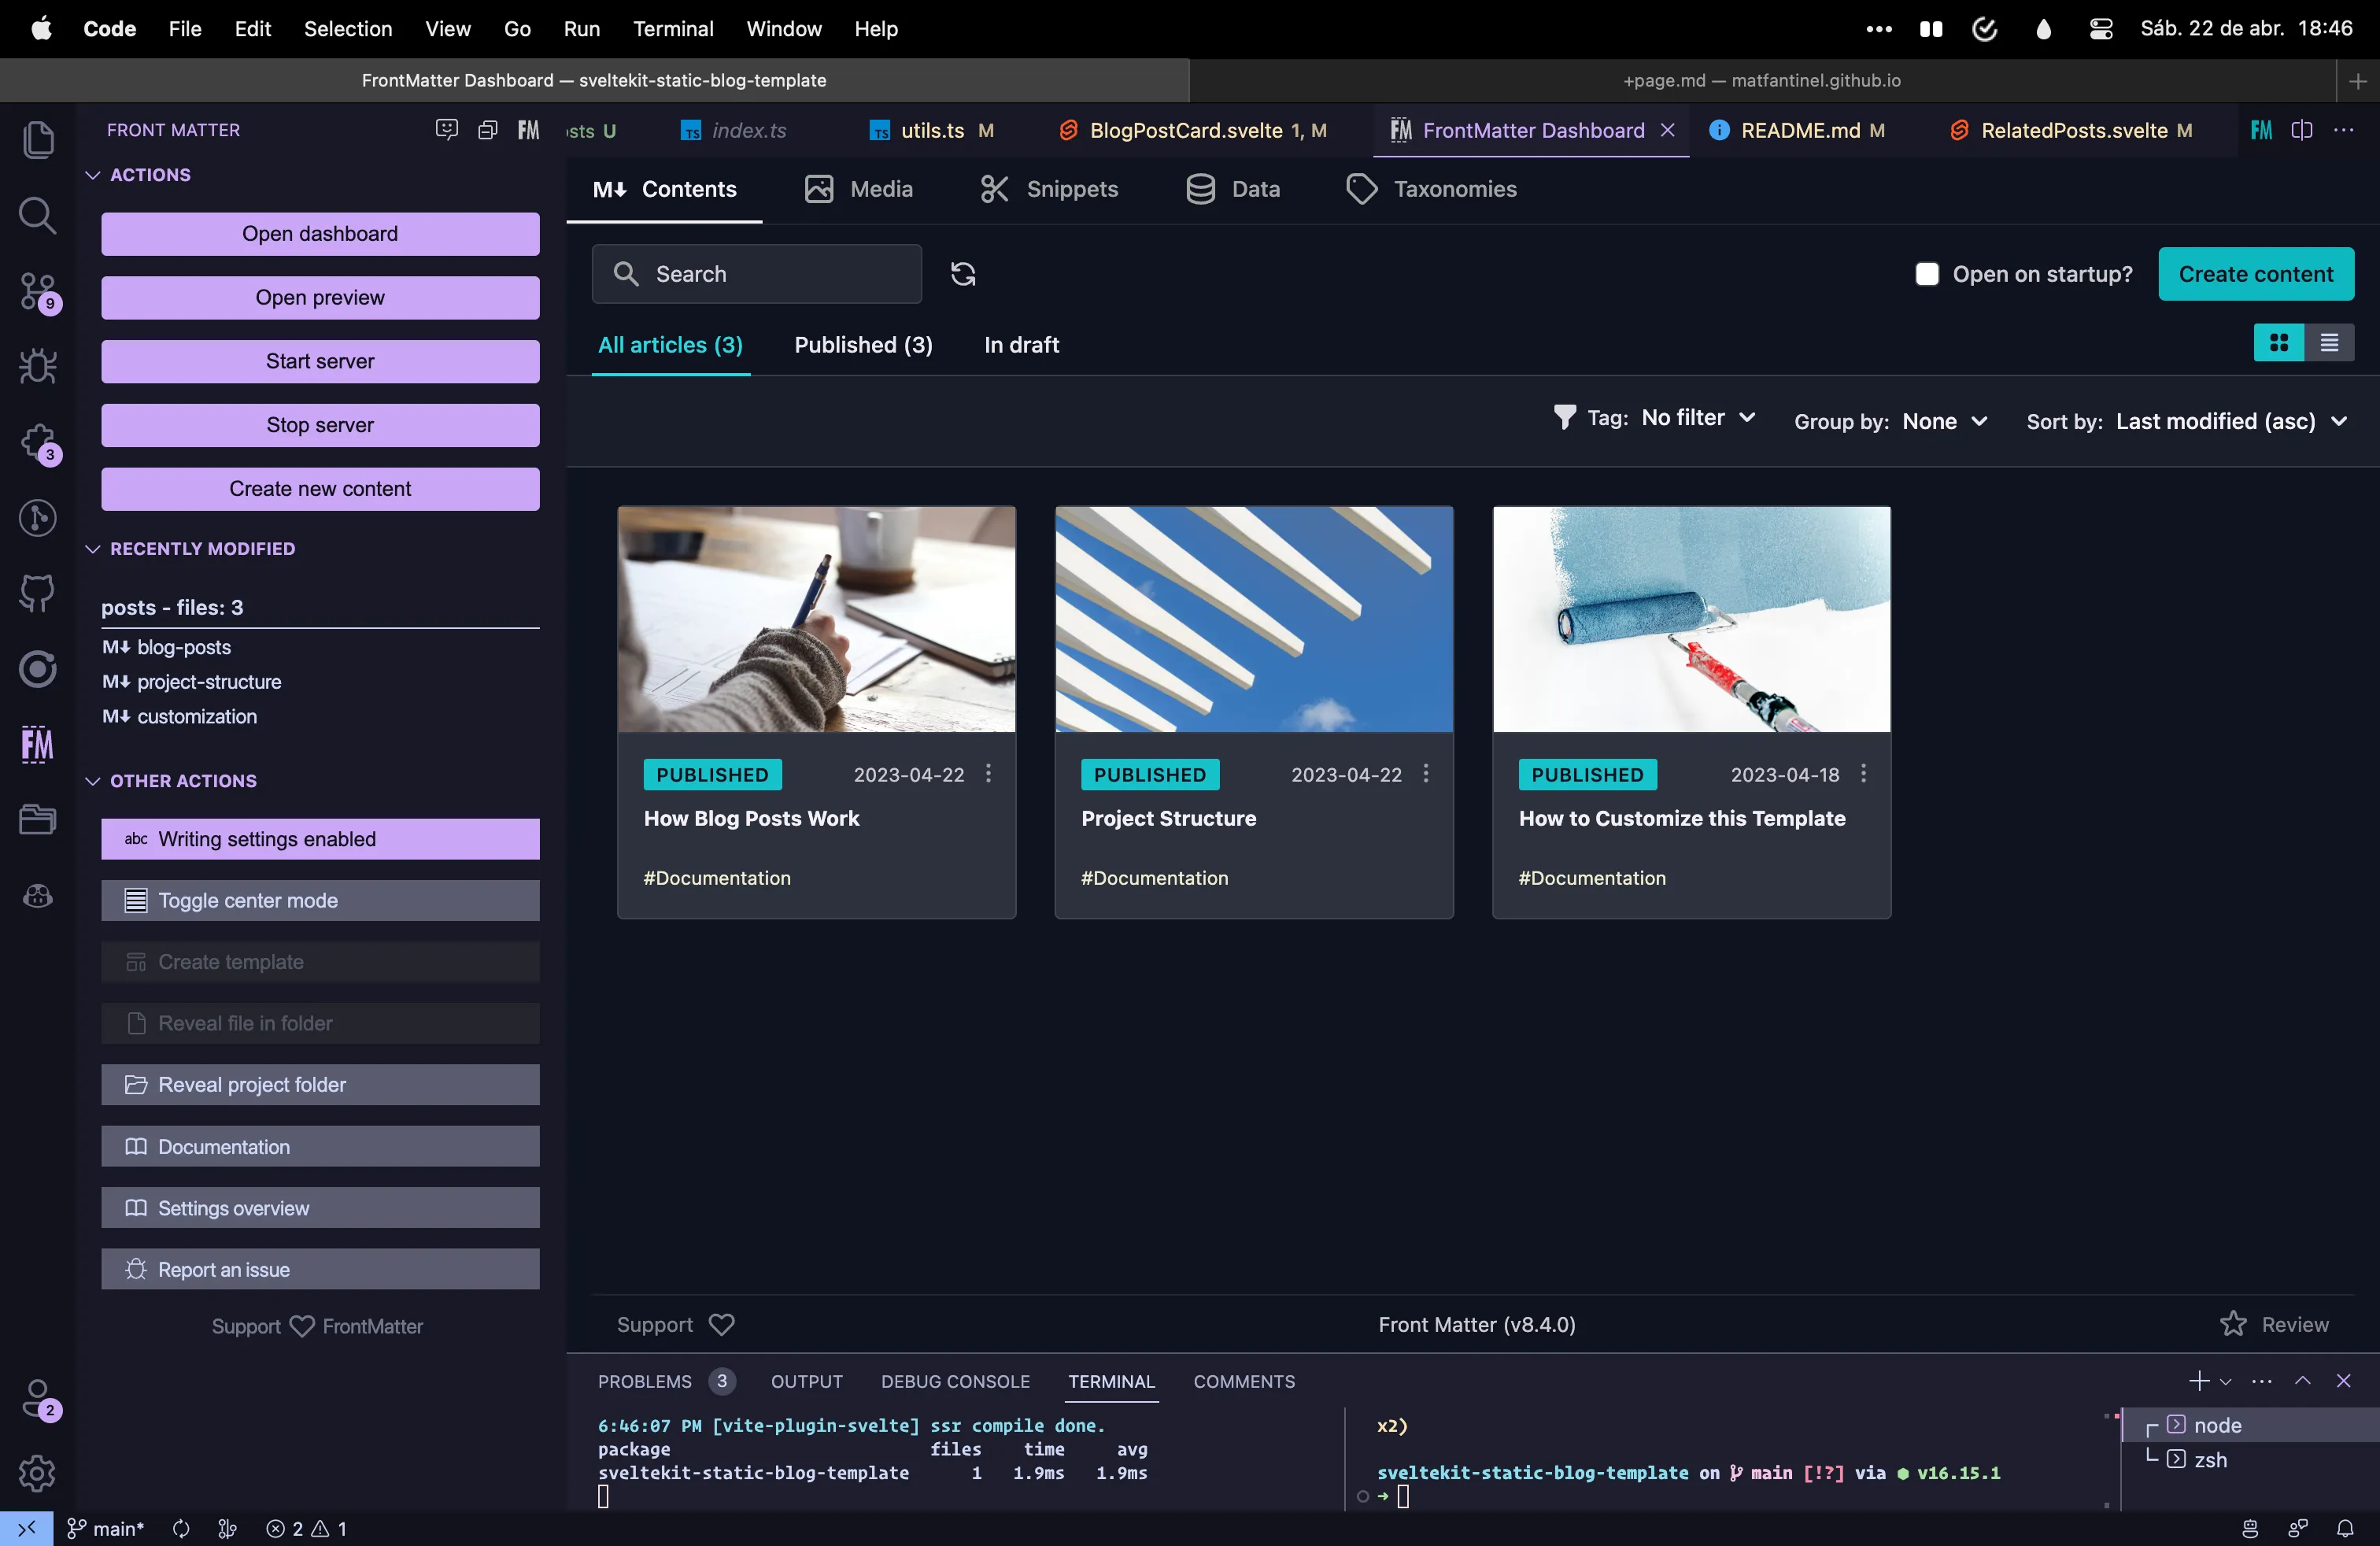 Code File Edit Selection View Go Run Terminal Window Help
Sáb. 22 de abr. 18:46
FrontMatter Dashboard — sveltekit-static-blog-template
+page.md — matfantinel.github.io
FRONT MATTER
FM
sts U
TS index.ts
TS utils.ts M
BlogPostCard.svelte 1, M
FM FrontMatter Dashboard
README.md M
RelatedPosts.svelte M
FM
ACTIONS
Open dashboard
Open preview
Start server
Stop server
Create new content
RECENTLY MODIFIED
posts - files: 3
M blog-posts
M project-structure
M customization
OTHER ACTIONS
abc Writing settings enabled
Toggle center mode
Create template
Reveal file in folder
Reveal project folder
Documentation
Settings overview
Report an issue
Support FrontMatter
9
3
FM
2
M Contents
Media
Snippets
Data
Taxonomies
Search
Open on startup?
Create content
All articles (3)
Published (3)
In draft
Tag: No filter
Group by: None
Sort by: Last modified (asc)
PUBLISHED 2023-04-22
How Blog Posts Work
#Documentation
PUBLISHED 2023-04-22
Project Structure
#Documentation
PUBLISHED 2023-04-18
How to Customize this Template
#Documentation
Support
Front Matter (v8.4.0)
Review
PROBLEMS 3 OUTPUT DEBUG CONSOLE TERMINAL COMMENTS
6:46:07 PM [vite-plugin-svelte] ssr compile done.
package files time avg
sveltekit-static-blog-template 1 1.9ms 1.9ms
x2)
sveltekit-static-blog-template on main [!?] via v16.15.1
node
zsh
main*
2
1